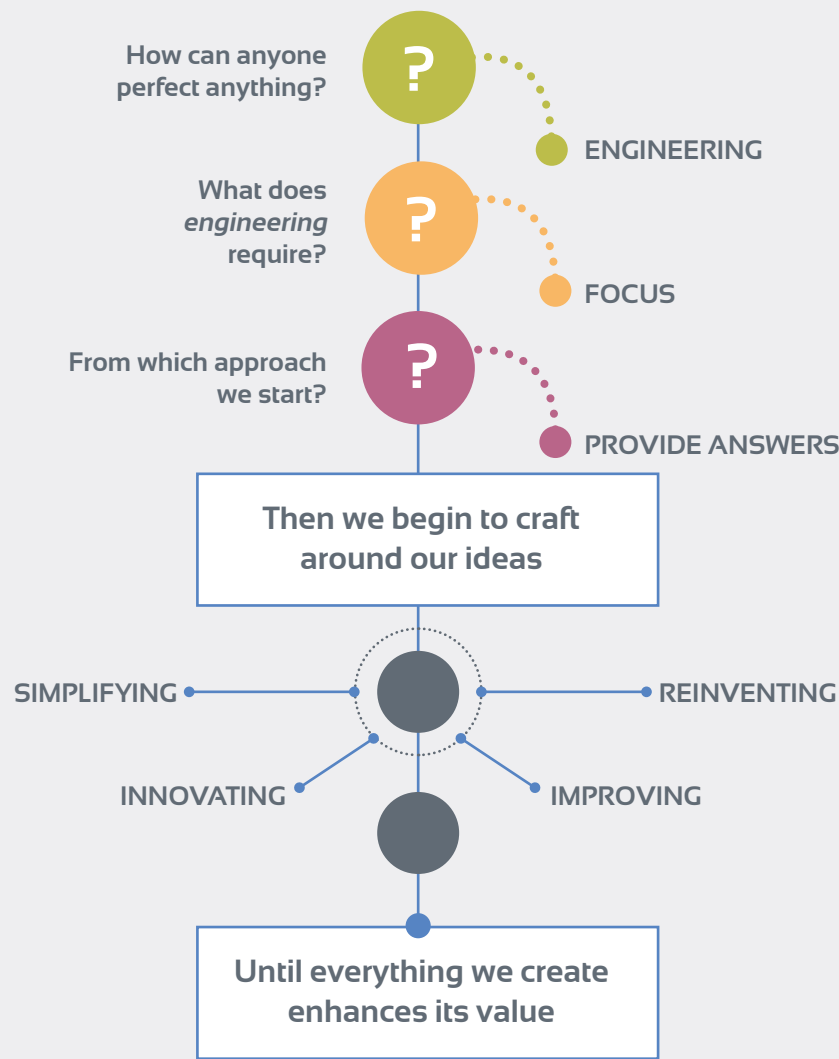 How can anyone
perfect anything?
?
ENGINEERING
What does
engineering
require?
?
FOCUS
From which approach
we start?
?
PROVIDE ANSWERS
Then we begin to craft
around our ideas
SIMPLIFYING
REINVENTING
INNOVATING
IMPROVING
Until everything we create
enhances its value